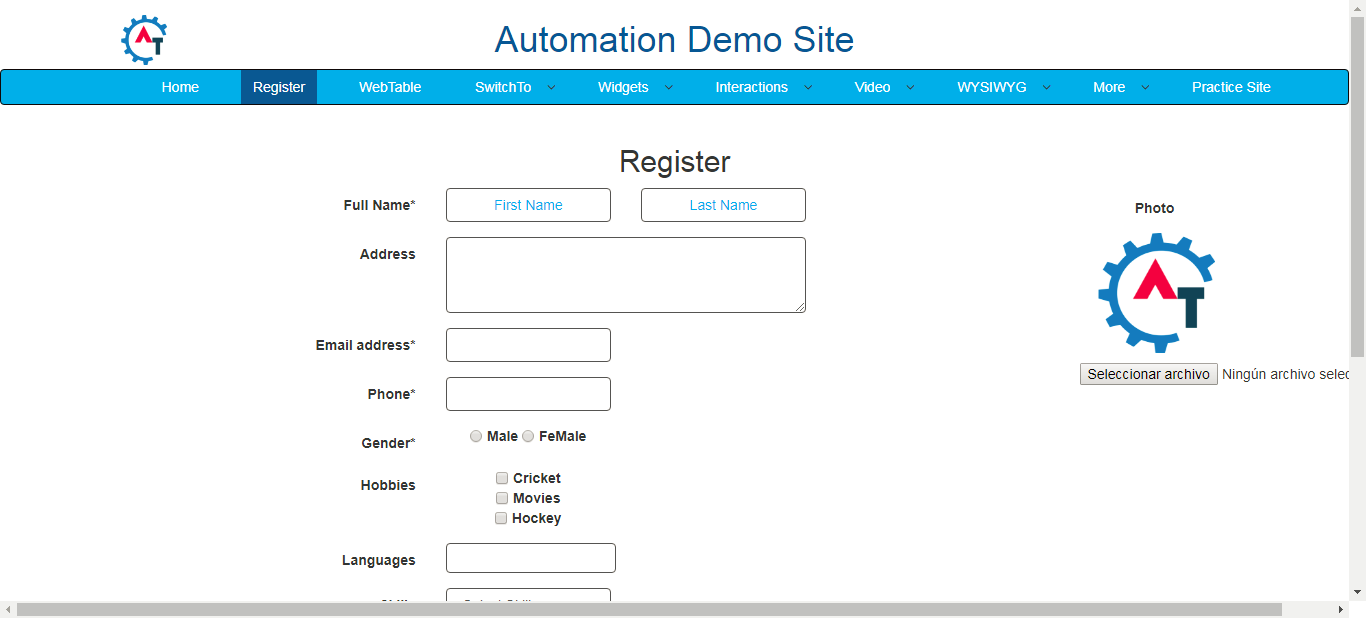 Automation Demo Site
Home Register WebTable SwitchTo Widgets Interactions Video WYSIWYG More Practice Site
Register
Full Name* First Name Last Name
Photo
Address
Email address*
Seleccionar archivo Ningún archivo
Phone*
Gender* Male FeMale
Hobbies
Cricket
Movies
Hockey
Languages